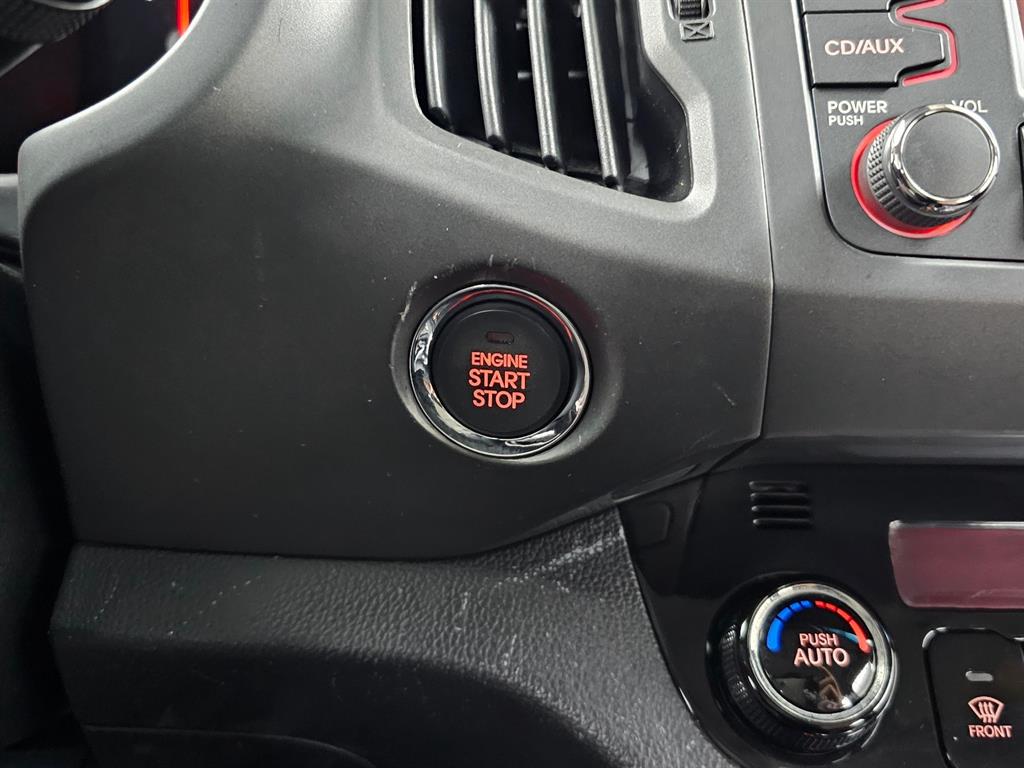 CD/AUX
POWER
PUSH
VOL
ENGINE
START
STOP
PUSH
AUTO
FRONT